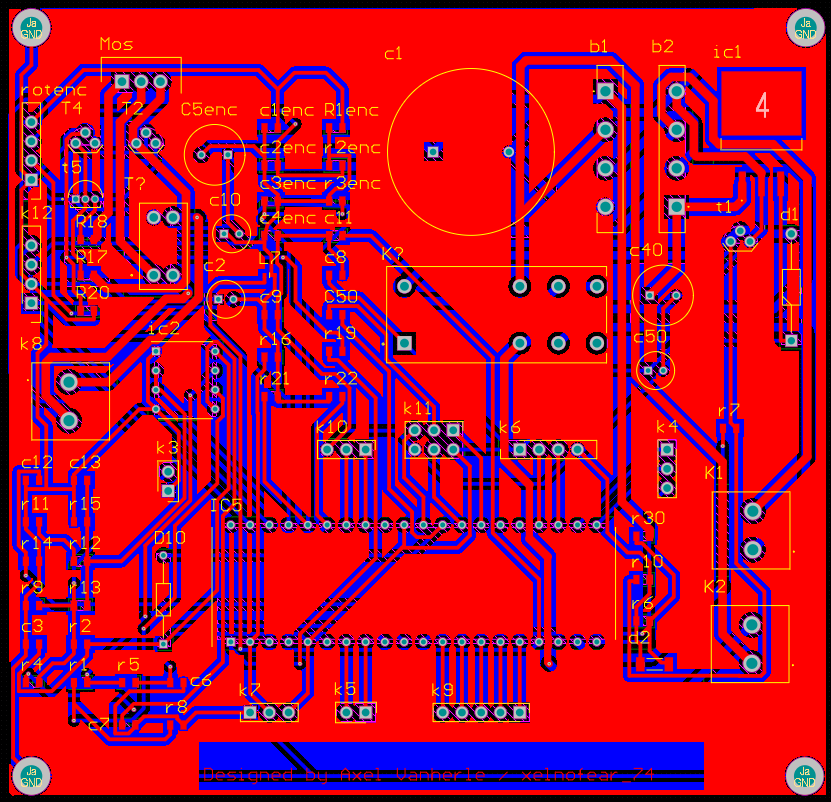 Ja
GND
Ja
GND
Mos
c1
b1
b2
ic1
rotenc
4
T4
T2
C5enc
c1enc
R1enc
c2enc
r2enc
t5
T?
c3enc
r3enc
k12
R18
c10
c4enc
c11
t1
d1
R17
c2
L7
c8
K?
c40
R20
c9
C50
k8
ic2
r16
r19
c50
r21
r22
k11
r7
k10
k6
k3
k4
c12
c13
K1
r11
r15
IC5
r30
r14
r12
D10
r10
r9
r13
K2
r6
c3
r2
c2
r4
r1
r5
c6
k7
k5
k9
r8
c7
Ja
GND
Designed by Axel Vanherle / xelnofear_74
Ja
GND